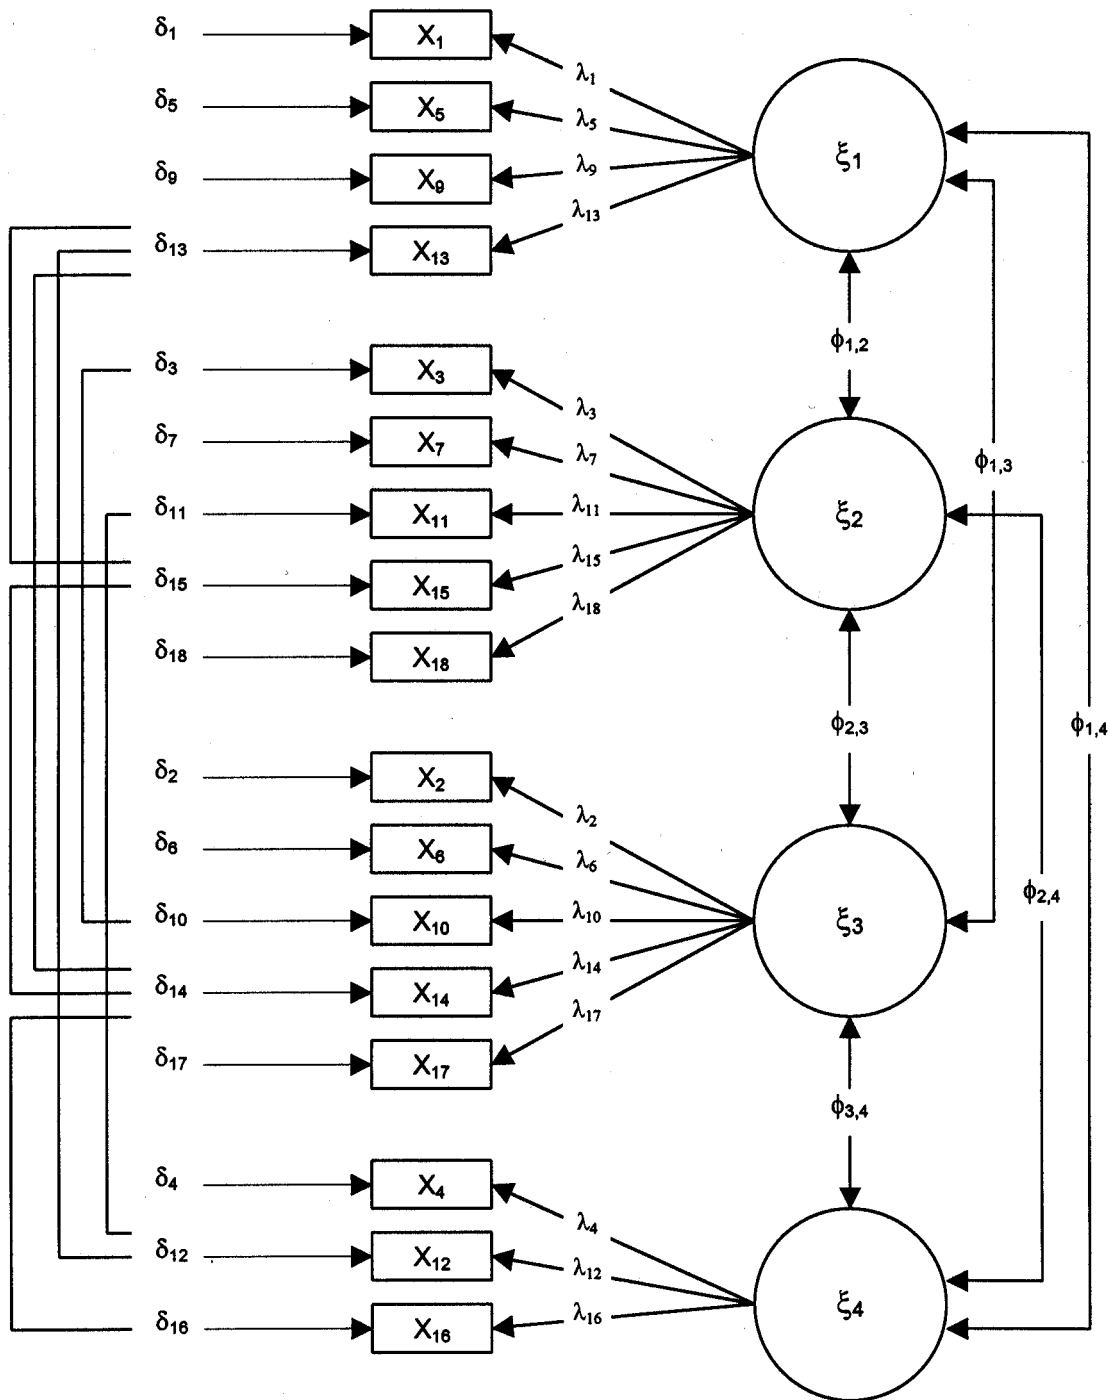 δ₁ X₁ λ₁
δ₅ X₅ λ₅ ξ₁
δ₉ X₉ λ₉
δ₁₃ X₁₃ λ₁₃
ϕ₁,₂
δ₃ X₃ λ₃
δ₇ X₇ λ₇ ϕ₁,₃
δ₁₁ X₁₁ λ₁₁ ξ₂
δ₁₅ X₁₅ λ₁₅
δ₁₈ X₁₈ λ₁₈
ϕ₂,₃ ϕ₁,₄
δ₂ X₂ λ₂
δ₆ X₆ λ₆
ϕ₂,₄
δ₁₀ X₁₀ λ₁₀ ξ₃
δ₁₄ X₁₄ λ₁₄
δ₁₇ X₁₇ λ₁₇
ϕ₃,₄
δ₄ X₄ λ₄
δ₁₂ X₁₂ λ₁₂
δ₁₆ X₁₆ λ₁₆ ξ₄